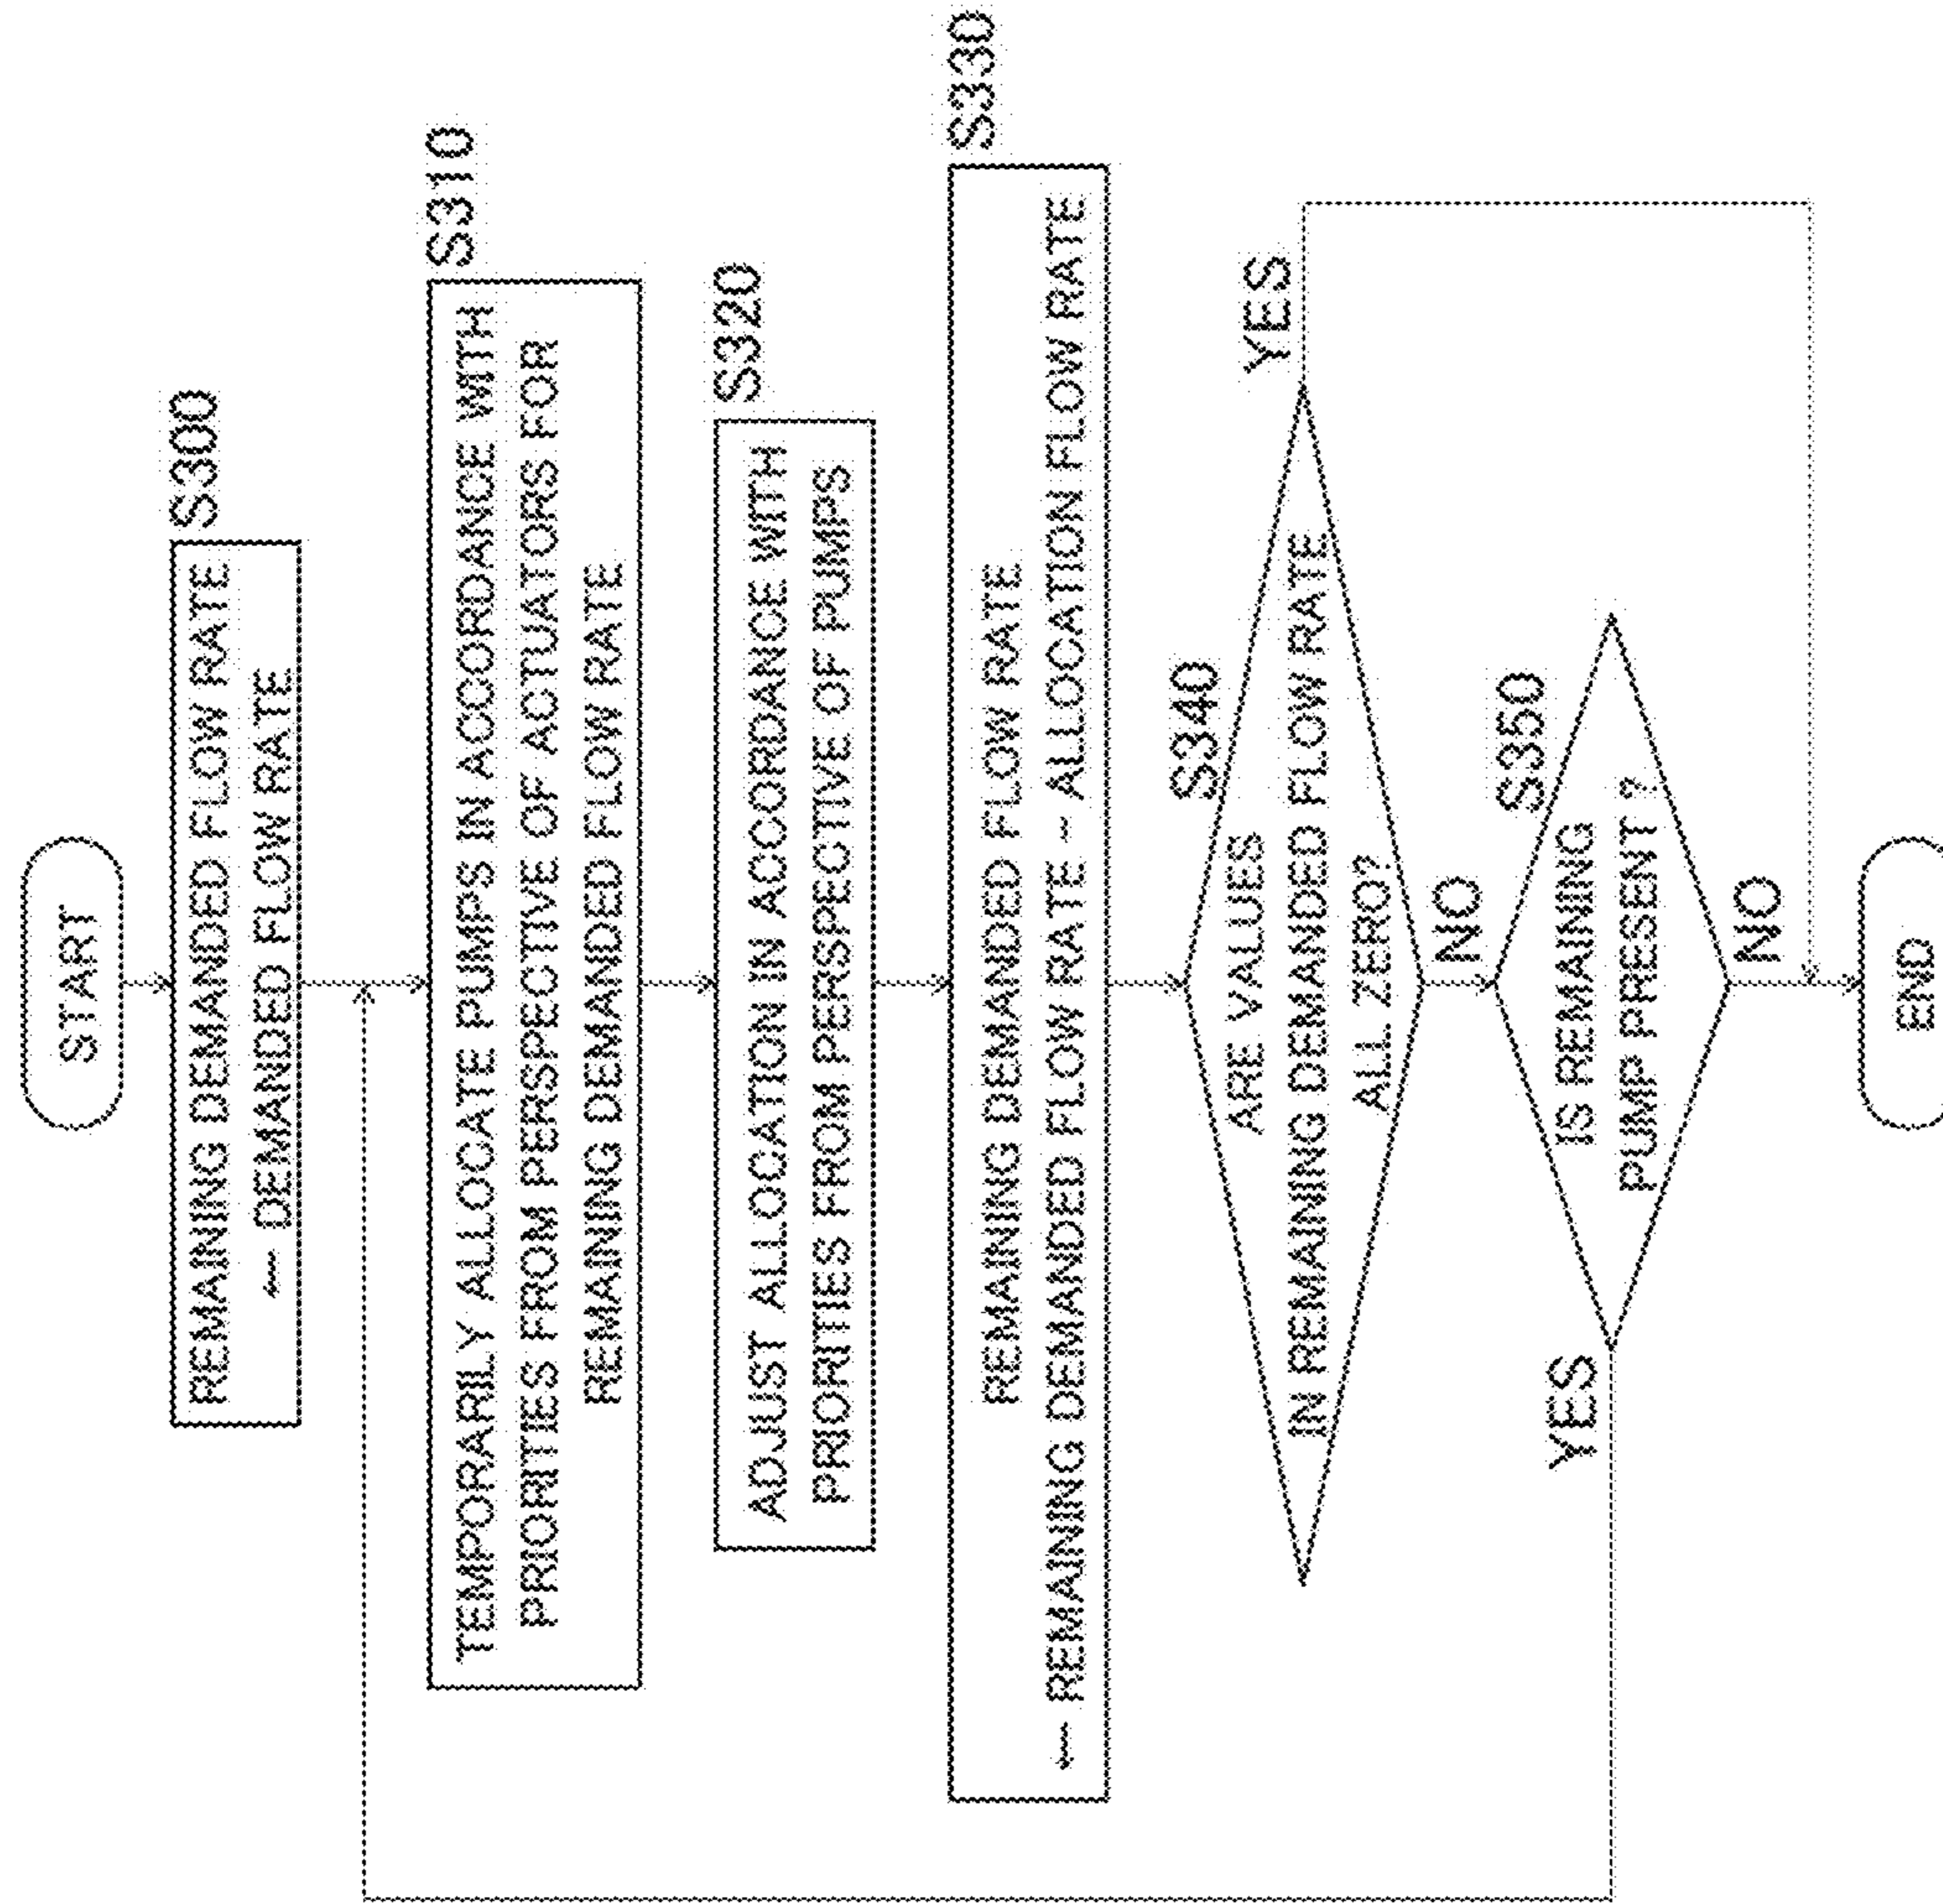 START
S300
REMAINING DEMANDED FLOW RATE
← DEMANDED FLOW RATE
S310
TEMPORARILY ALLOCATE PUMPS IN ACCORDANCE WITH
PRIORITIES FROM PERSPECTIVE OF ACTUATORS FOR
REMAINING DEMANDED FLOW RATE
S320
ADJUST ALLOCATION IN ACCORDANCE WITH
PRIORITIES FROM PERSPECTIVE OF PUMPS
S330
REMAINING DEMANDED FLOW RATE
← REMAINING DEMANDED FLOW RATE - ALLOCATION FLOW RATE
S340
ARE VALUES
IN REMAINING DEMANDED FLOW RATE
ALL ZERO?
YES
NO
S350
IS REMAINING
PUMP PRESENT?
YES
NO
END